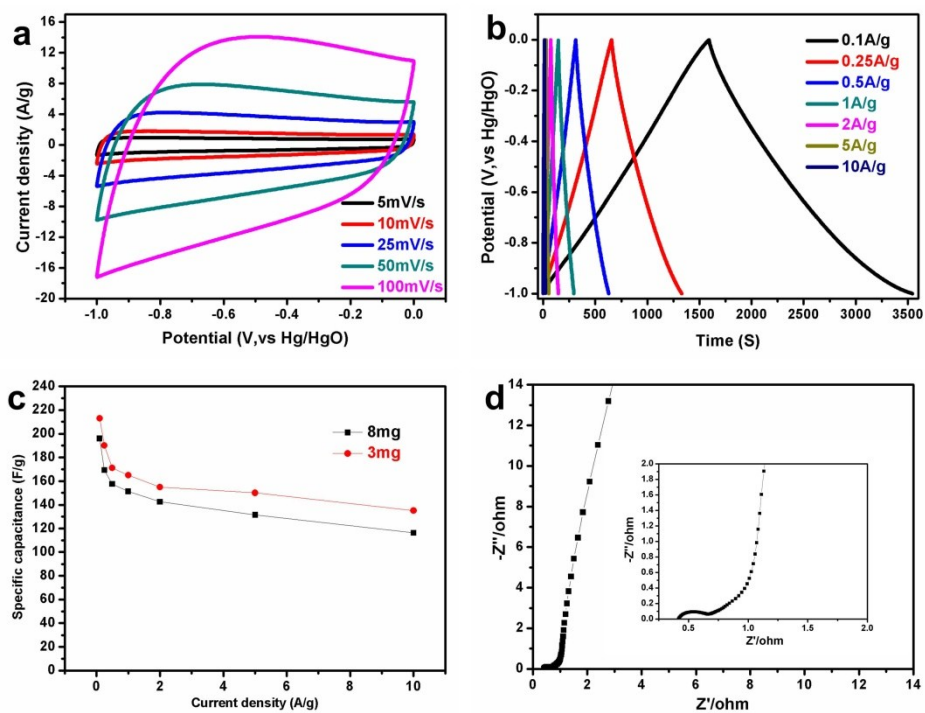 a
Current density (A/g)
16
12
8
4
0
-4
-8
-12
-16
-20
5mV/s
10mV/s
25mV/s
50mV/s
100mV/s
-1.0
-0.8
-0.6
-0.4
-0.2
0.0
Potential (V,vs Hg/HgO)
b
Potential (V,vs Hg/HgO)
0.0
-0.2
-0.4
-0.6
-0.8
-1.0
0.1A/g
0.25A/g
0.5A/g
1A/g
2A/g
5A/g
10A/g
0
500
1000
1500
2000
2500
3000
3500
Time (S)
c
Specific capacitance (F/g)
240
220
200
180
160
140
120
100
80
60
40
20
0
8mg
3mg
0
2
4
6
8
10
Current density (A/g)
d
-Z''/ohm
14
12
10
8
6
4
2
0
0
2
4
6
8
10
12
14
Z'/ohm
-Z''/ohm
2.0
1.8
1.6
1.4
1.2
1.0
0.8
0.6
0.4
0.2
0.0
0.5
1.0
1.5
2.0
Z'/ohm